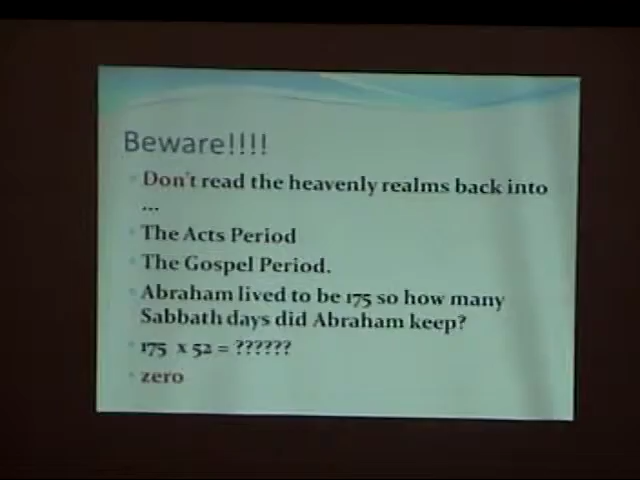 Beware!!!!
Don't read the heavenly realms back into
...
The Acts Period
The Gospel Period.
Abraham lived to be 175 so how many
Sabbath days did Abraham keep?
175 x 52 = ??????
zero